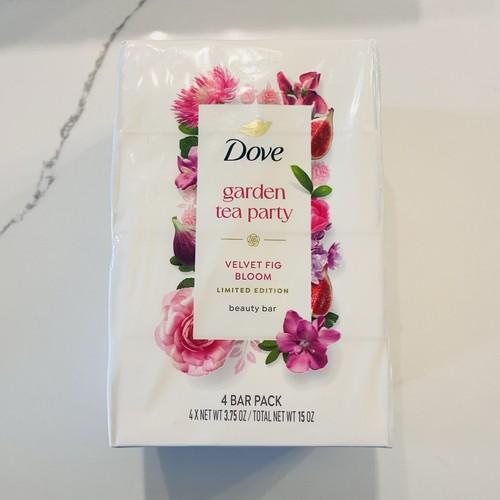 Dove
garden
tea party
VELVET FIG
BLOOM
LIMITED EDITION
beauty bar
4 BAR PACK
4 X NET WT 3.75 OZ / TOTAL NET WT 15 OZ